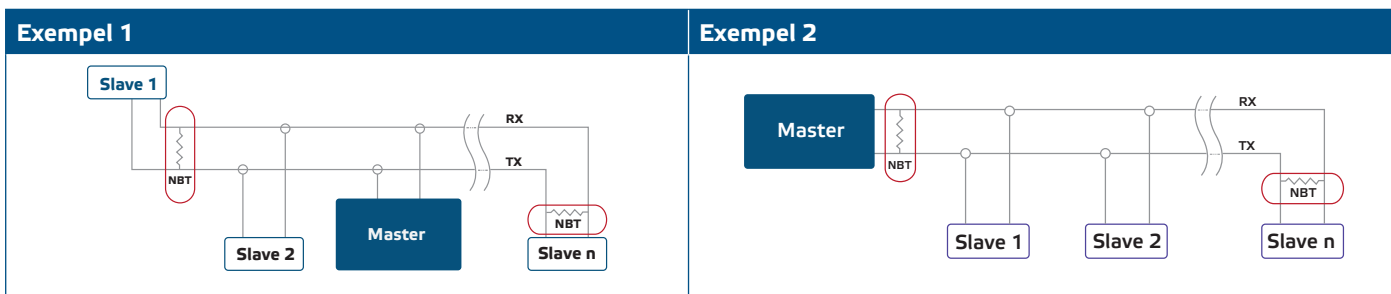 Exempel 1
Slave 1
RX
TX
NBT
NBT
Master
Slave 2
Slave n
Exempel 2
Master
RX
TX
NBT
NBT
Slave 1
Slave 2
Slave n